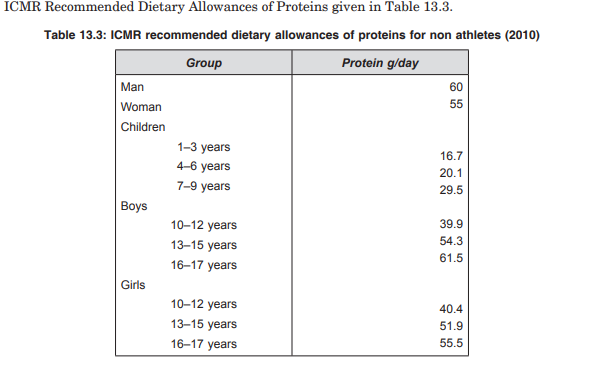 ICMR Recommended Dietary Allowances of Proteins given in Table 13.3.
Table 13.3: ICMR recommended dietary allowances of proteins for non athletes (2010)
Group Protein g/day
Man 60
Woman 55
Children
1–3 years 16.7
4–6 years 20.1
7–9 years 29.5
Boys
10–12 years 39.9
13–15 years 54.3
16–17 years 61.5
Girls
10–12 years 40.4
13–15 years 51.9
16–17 years 55.5